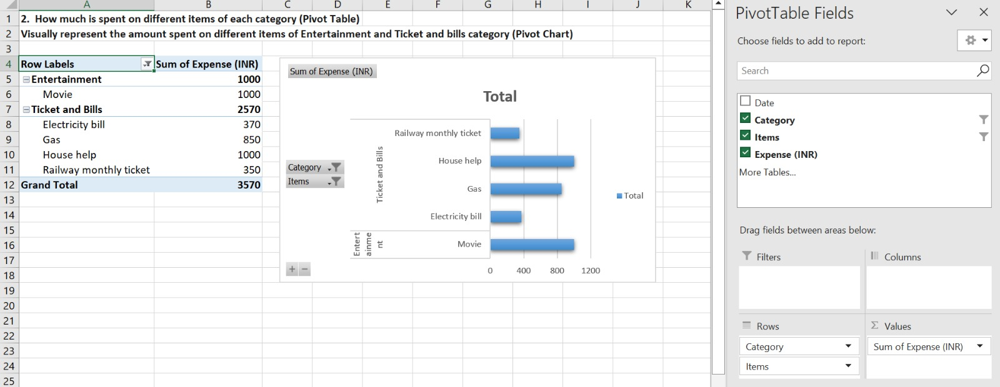 A B C D E F G H I J K
1 2.  How much is spent on different items of each category (Pivot Table)
2 Visually represent the amount spent on different items of Entertainment and Ticket and bills category (Pivot Chart)
3
4 Row Labels Sum of Expense (INR)
5 Entertainment 1000
6 Movie 1000
7 Ticket and Bills 2570
8 Electricity bill 370
9 Gas 850
10 House help 1000
11 Railway monthly ticket 350
12 Grand Total 3570
13
14
15
16
17
18
19
20
21
22
23
24
25
Sum of Expense (INR)
Total
Category
Items
Ticket and Bills
Railway monthly ticket
House help
Gas
Electricity bill
Entert
ainme
nt
Movie
0 400 800 1200
Total
+ −
PivotTable Fields
Choose fields to add to report:
Search
Date
Category
Items
Expense (INR)
More Tables...
Drag fields between areas below:
Filters
Columns
Rows
Σ Values
Category
Sum of Expense (INR)
Items